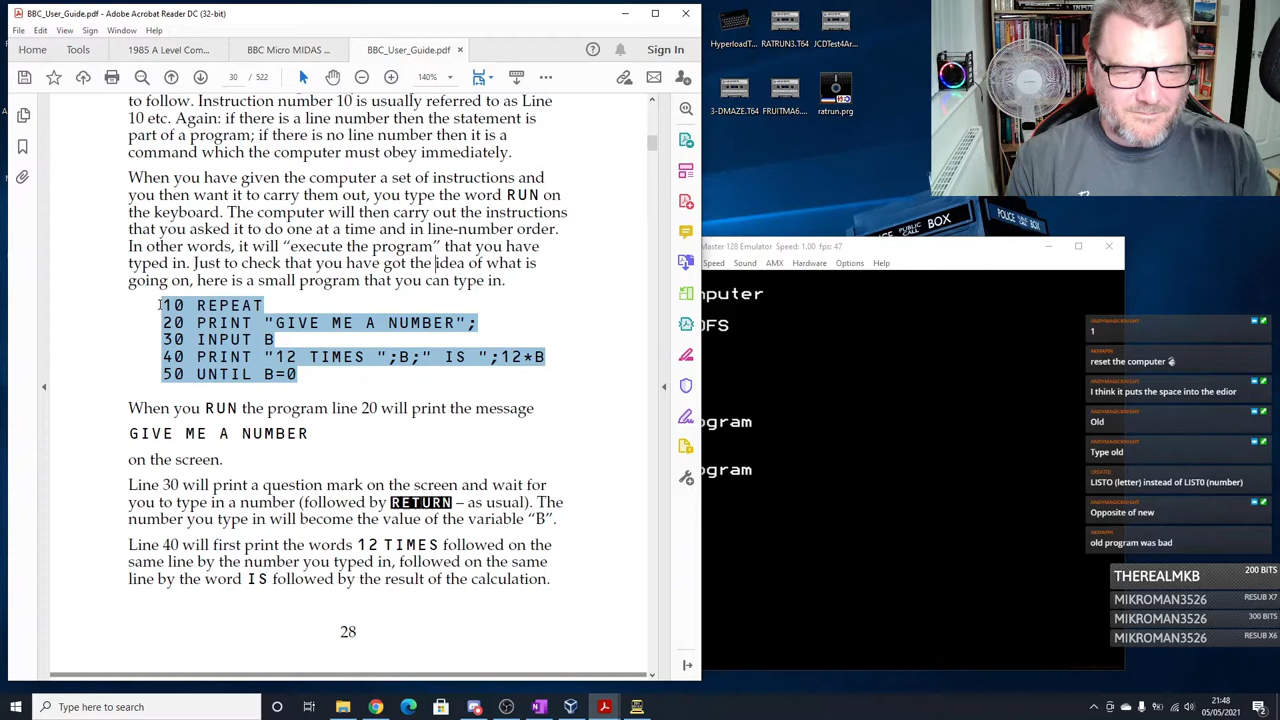 BBC_User_Guide.pdf - Adobe Acrobat Reader DC (32-bit)
File Edit View Sign Window Help
Home Tools 1985 A Level Com... BBC Micro MIDAS ... BBC_User_Guide.pdf × Sign In
30 / 522 140%
to follow. Instruction number 10 is usually referred to as Line
10 etc. Again: if there is a line number then the statement is
part of a program; if there is no line number then it is a
command which the computer must obey immediately.
When you have given the computer a set of instructions and
you then want it to carry them out, you type the word RUN on
the keyboard. The computer will then carry out the instructions
that you asked it to do one at a time and in line-number order.
In other words, it will “execute the program” that you have
typed in. Just to check that you have got the idea of what is
going on, here is a small program that you can type in.
10 REPEAT
20 PRINT "GIVE ME A NUMBER";
30 INPUT B
40 PRINT "12 TIMES ";B;" IS ";12*B
50 UNTIL B=0
When you RUN the program line 20 will print the message
GIVE ME A NUMBER
on the screen.
Line 30 will print a question mark on the screen and wait for
you to type in a number (followed by RETURN – as usual). The
number you type in will become the value of the variable “B”.
Line 40 will first print the words 12 TIMES followed on the
same line by the number you typed in, followed on the same
line by the word IS followed by the result of the calculation.
28
HyperloadT... RATRUN3.T64 JCDTest4Ar...
3-DMAZE.T64 FRUITMA6.... ratrun.prg
POLICE PUBLIC CALL BOX
POLICE BOX
Master 128 Emulator Speed: 1.00 fps: 47
Speed Sound AMX Hardware Options Help
mputer
DFS
ogram
ogram
ANDYMAGICKNIGHT
1
AKMAFIN
reset the computer
ANDYMAGICKNIGHT
I think it puts the space into the edior
ANDYMAGICKNIGHT
Old
ANDYMAGICKNIGHT
Type old
LISTO (letter) instead of LIST0 (number)
ANDYMAGICKNIGHT
Opposite of new
old program was bad
THEREALMKB 200 BITS
MIKROMAN3526 RESUB X7
MIKROMAN3526 300 BITS
MIKROMAN3526 RESUB X6
Type here to search
21:48
05/05/2021
2